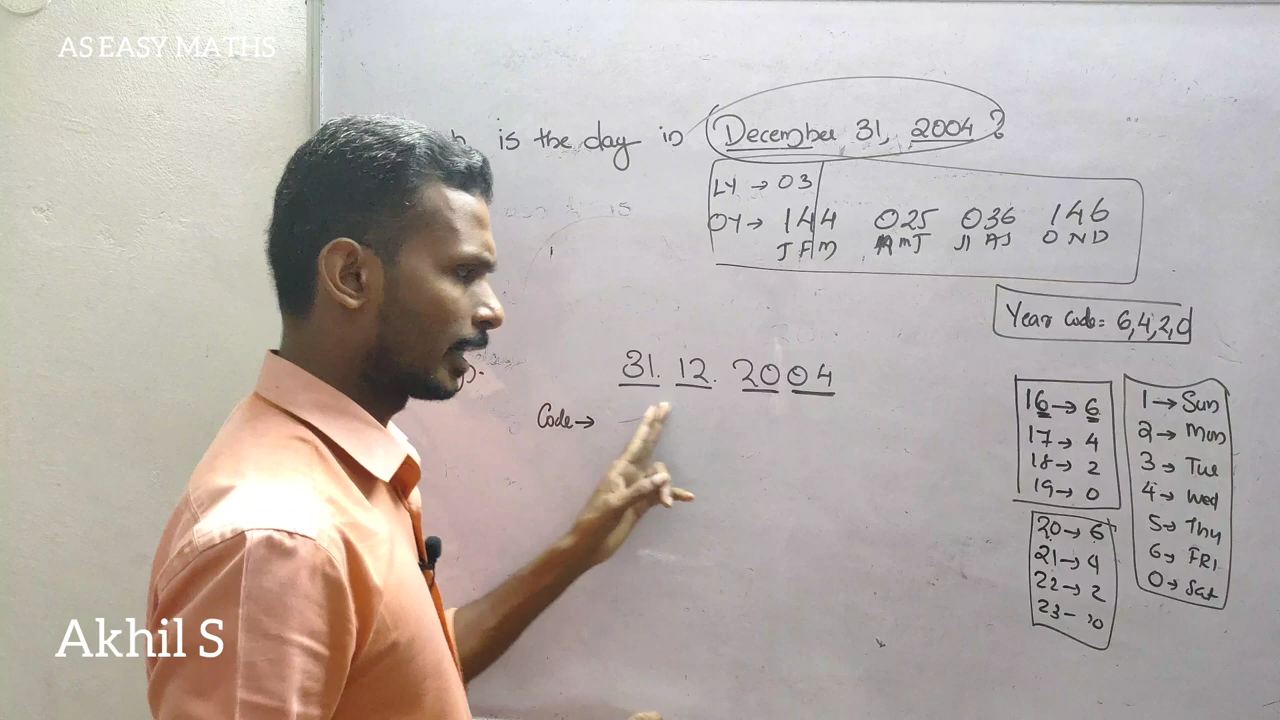 AS EASY MATHS
is the day in December 31, 2004 ?
LY → 03
OY → 144 025 036 146
J F M A M J J A S O N D
Year Code = 6,4,2,0
31. 12. 2004
Code →
16 → 6
17 → 4
18 → 2
19 → 0
20 → 6
21 → 4
22 → 2
23 → 0
1 → Sun
2 → Mon
3 → Tue
4 → Wed
5 → Thu
6 → FRI
0 → Sat
Akhil S